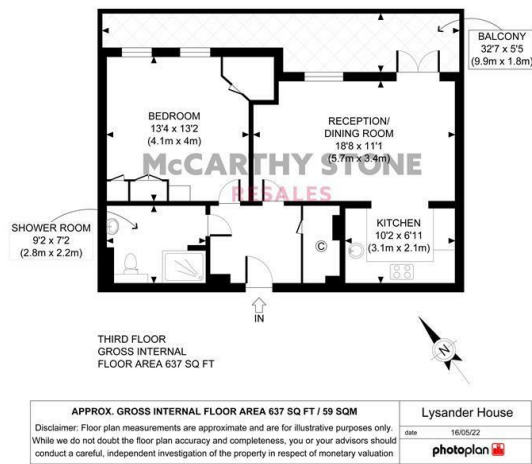 BALCONY
32'7 x 5'5
(9.9m x 1.8m)
BEDROOM
13'4 x 13'2
(4.1m x 4m)
RECEPTION/
DINING ROOM
18'8 x 11'1
(5.7m x 3.4m)
McCARTHY STONE
RESALES
SHOWER ROOM
9'2 x 7'2
(2.8m x 2.2m)
KITCHEN
10'2 x 6'11
(3.1m x 2.1m)
C
IN
N
THIRD FLOOR
GROSS INTERNAL
FLOOR AREA 637 SQ FT
APPROX. GROSS INTERNAL FLOOR AREA 637 SQ FT / 59 SQM
Disclaimer: Floor plan measurements are approximate and are for illustrative purposes only.
While we do not doubt the floor plan accuracy and completeness, you or your advisors should
conduct a careful, independent investigation of the property in respect of monetary valuation
Lysander House
date 16/05/22
photoplan